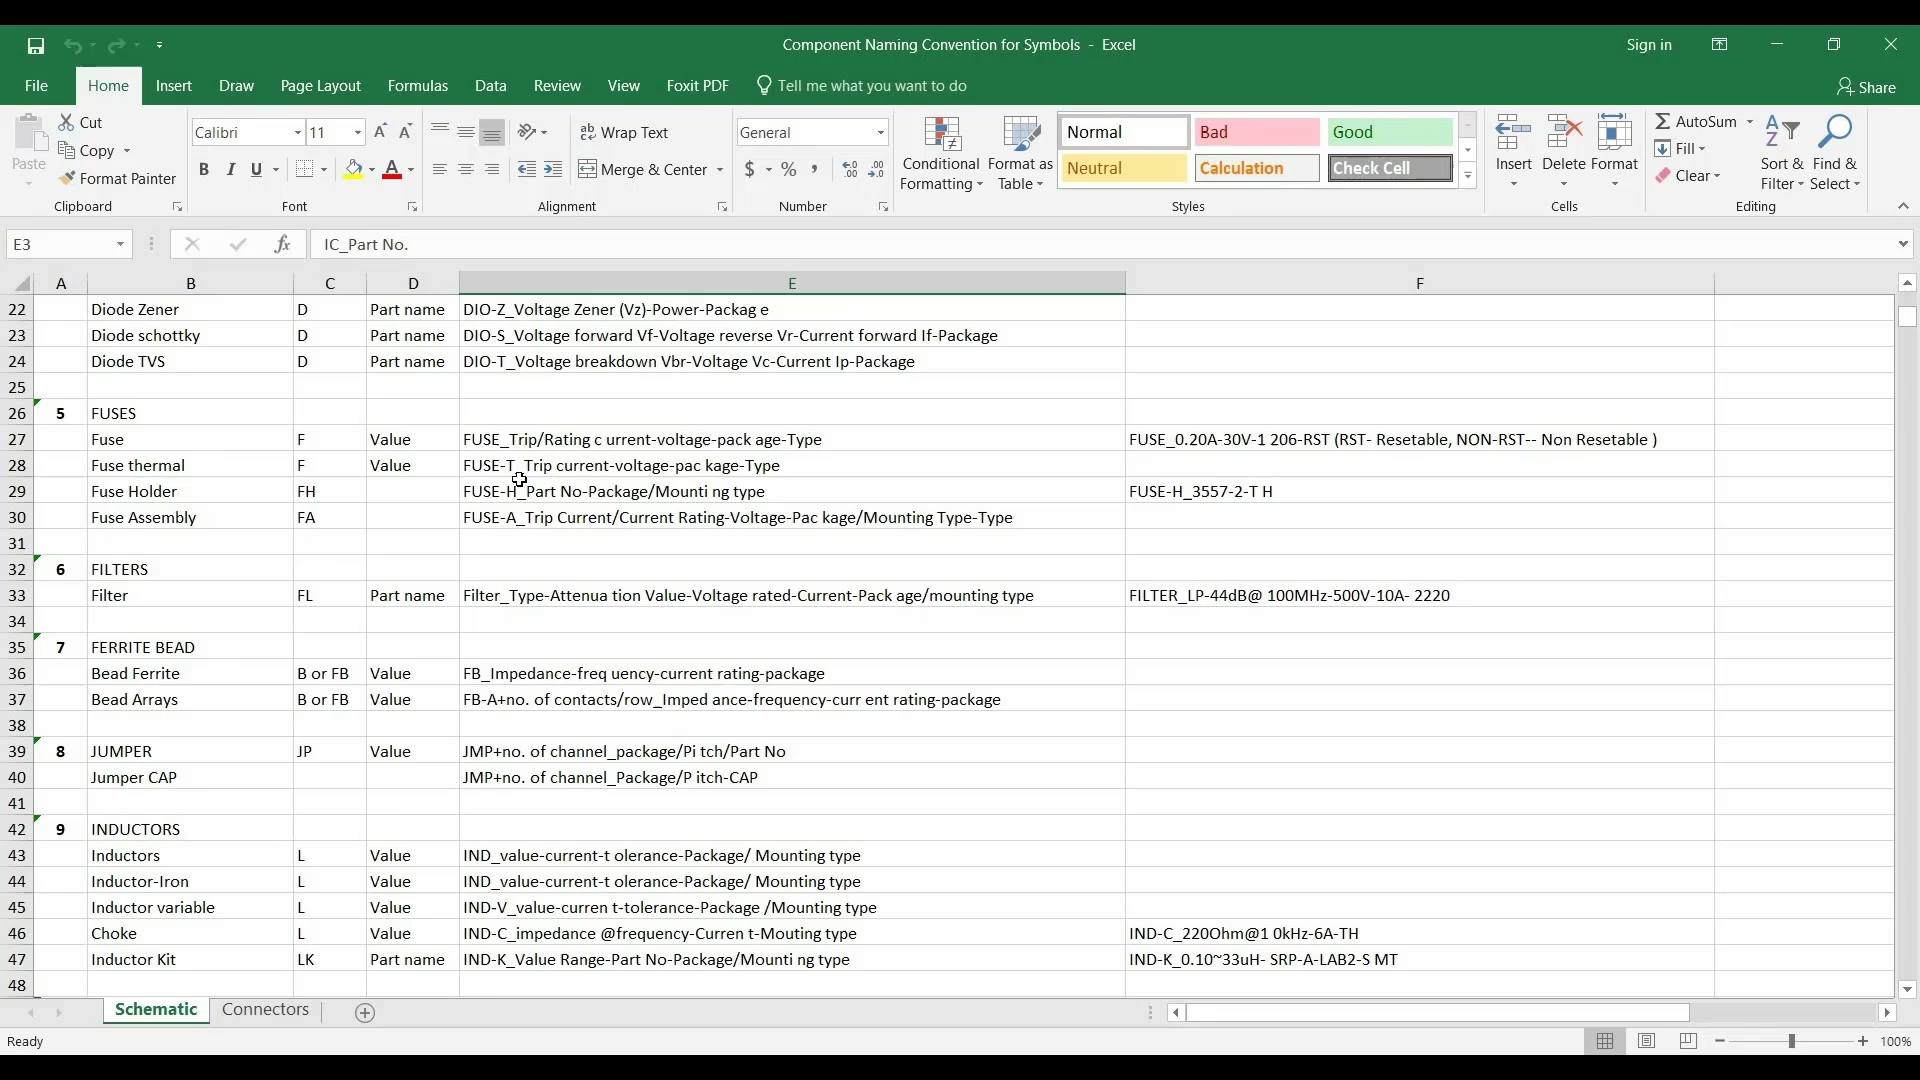 Component Naming Convention for Symbols - Excel
Sign in
File Home Insert Draw Page Layout Formulas Data Review View Foxit PDF Tell me what you want to do
Share
Paste
Cut
Copy
Format Painter
Clipboard
Calibri 11
B I U
Font
Wrap Text
Merge & Center
Alignment
General
$ % ,
Number
Conditional Formatting
Format as Table
Normal Bad Good
Neutral Calculation Check Cell
Styles
Insert Delete Format
Cells
AutoSum
Fill
Clear
Sort & Filter
Find & Select
Editing
E3 fx IC_Part No.
A B C D E F
22 Diode Zener D Part name DIO-Z_Voltage Zener (Vz)-Power-Packag e
23 Diode schottky D Part name DIO-S_Voltage forward Vf-Voltage reverse Vr-Current forward If-Package
24 Diode TVS D Part name DIO-T_Voltage breakdown Vbr-Voltage Vc-Current Ip-Package
25
26 5 FUSES
27 Fuse F Value FUSE_Trip/Rating c urrent-voltage-pack age-Type FUSE_0.20A-30V-1 206-RST (RST- Resetable, NON-RST-- Non Resetable )
28 Fuse thermal F Value FUSE-T_Trip current-voltage-pac kage-Type
29 Fuse Holder FH FUSE-H_Part No-Package/Mounti ng type FUSE-H_3557-2-T H
30 Fuse Assembly FA FUSE-A_Trip Current/Current Rating-Voltage-Pac kage/Mounting Type-Type
31
32 6 FILTERS
33 Filter FL Part name Filter_Type-Attenua tion Value-Voltage rated-Current-Pack age/mounting type FILTER_LP-44dB@ 100MHz-500V-10A- 2220
34
35 7 FERRITE BEAD
36 Bead Ferrite B or FB Value FB_Impedance-freq uency-current rating-package
37 Bead Arrays B or FB Value FB-A+no. of contacts/row_Imped ance-frequency-curr ent rating-package
38
39 8 JUMPER JP Value JMP+no. of channel_package/Pi tch/Part No
40 Jumper CAP JMP+no. of channel_Package/P itch-CAP
41
42 9 INDUCTORS
43 Inductors L Value IND_value-current-t olerance-Package/ Mounting type
44 Inductor-Iron L Value IND_value-current-t olerance-Package/ Mounting type
45 Inductor variable L Value IND-V_value-curren t-tolerance-Package /Mounting type
46 Choke L Value IND-C_impedance @frequency-Curren t-Mouting type IND-C_220Ohm@1 0kHz-6A-TH
47 Inductor Kit LK Part name IND-K_Value Range-Part No-Package/Mounti ng type IND-K_0.10~33uH- SRP-A-LAB2-S MT
48
Schematic Connectors
Ready
100%